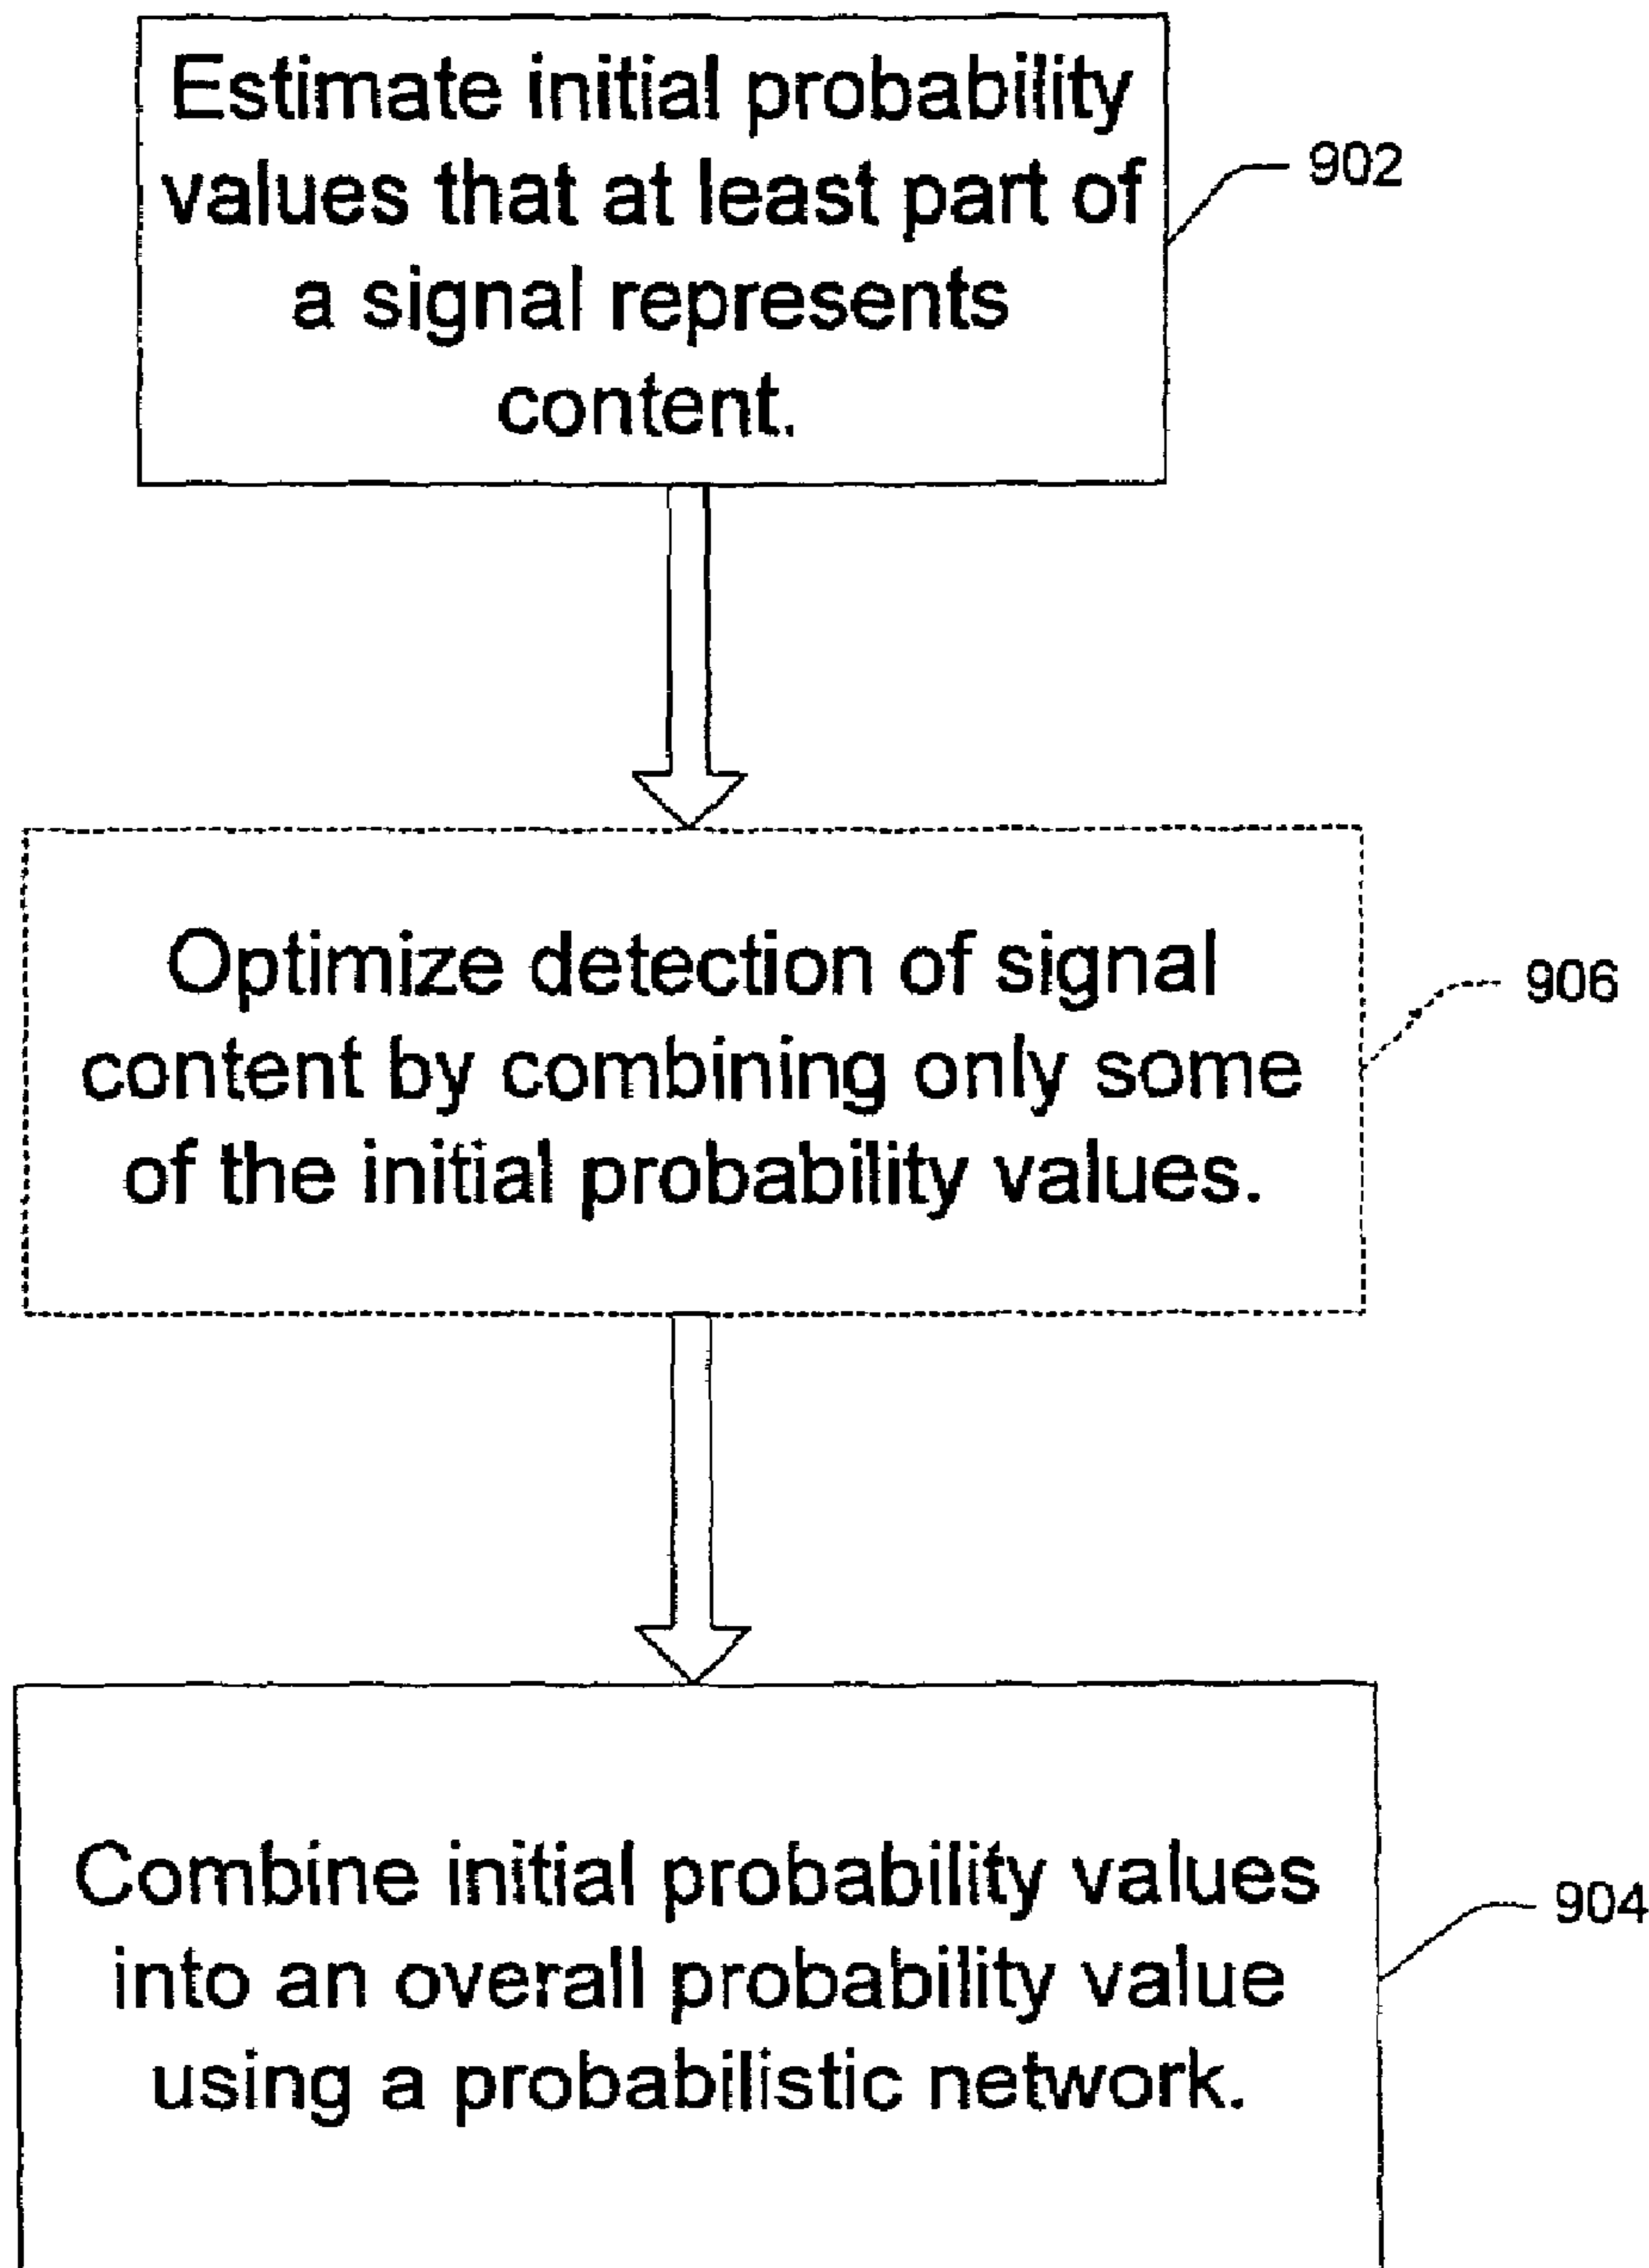 Estimate initial probability
values that at least part of
a signal represents
content.
902
Optimize detection of signal
content by combining only some
of the initial probability values.
906
Combine initial probability values
into an overall probability value
using a probabilistic network.
904